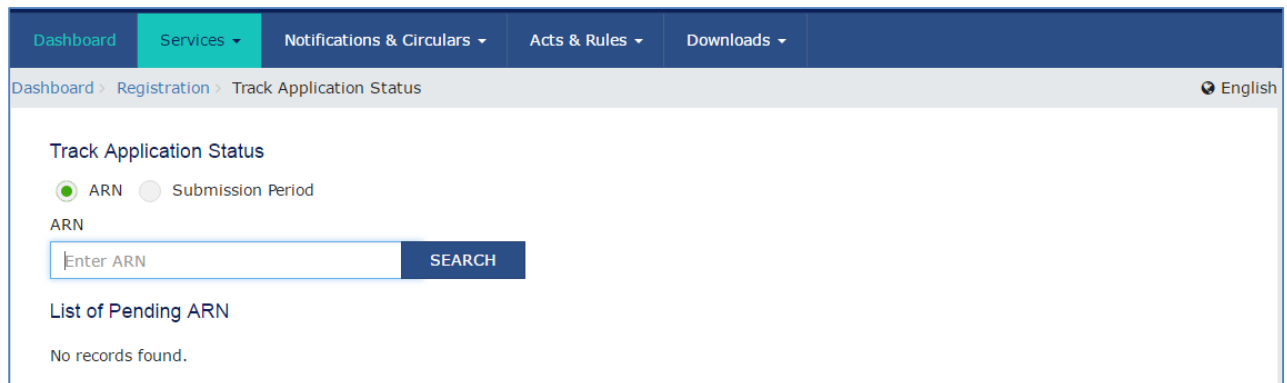 Dashboard Services Notifications & Circulars Acts & Rules Downloads
Dashboard > Registration > Track Application Status English
Track Application Status
ARN Submission Period
ARN
Enter ARN SEARCH
List of Pending ARN
No records found.